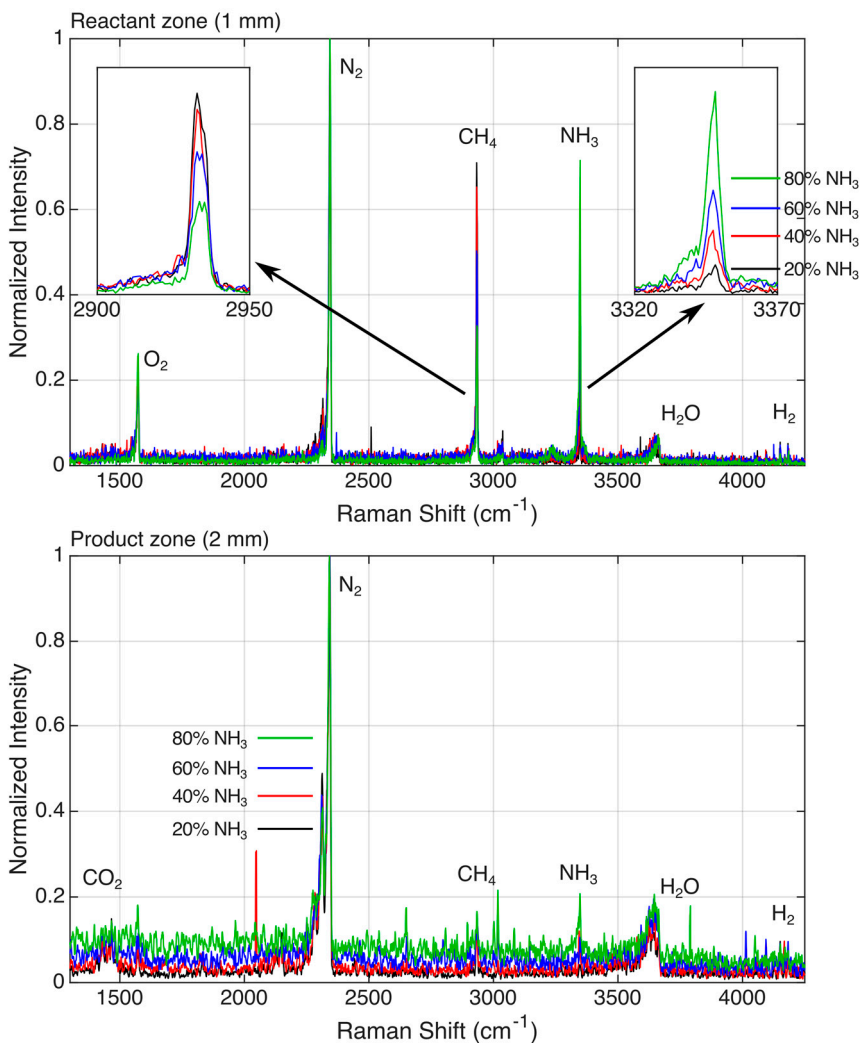 Reactant zone (1 mm)
Normalized Intensity
1
0.8
0.6
0.4
0.2
0
N2
CH4
NH3
O2
H2O
H2
2900 2950
3320 3370
80% NH3
60% NH3
40% NH3
20% NH3
1500 2000 2500 3000 3500 4000
Raman Shift (cm-1)
Product zone (2 mm)
Normalized Intensity
1
0.8
0.6
0.4
0.2
0
N2
80% NH3
60% NH3
40% NH3
20% NH3
CO2
CH4
NH3
H2O
H2
1500 2000 2500 3000 3500 4000
Raman Shift (cm-1)